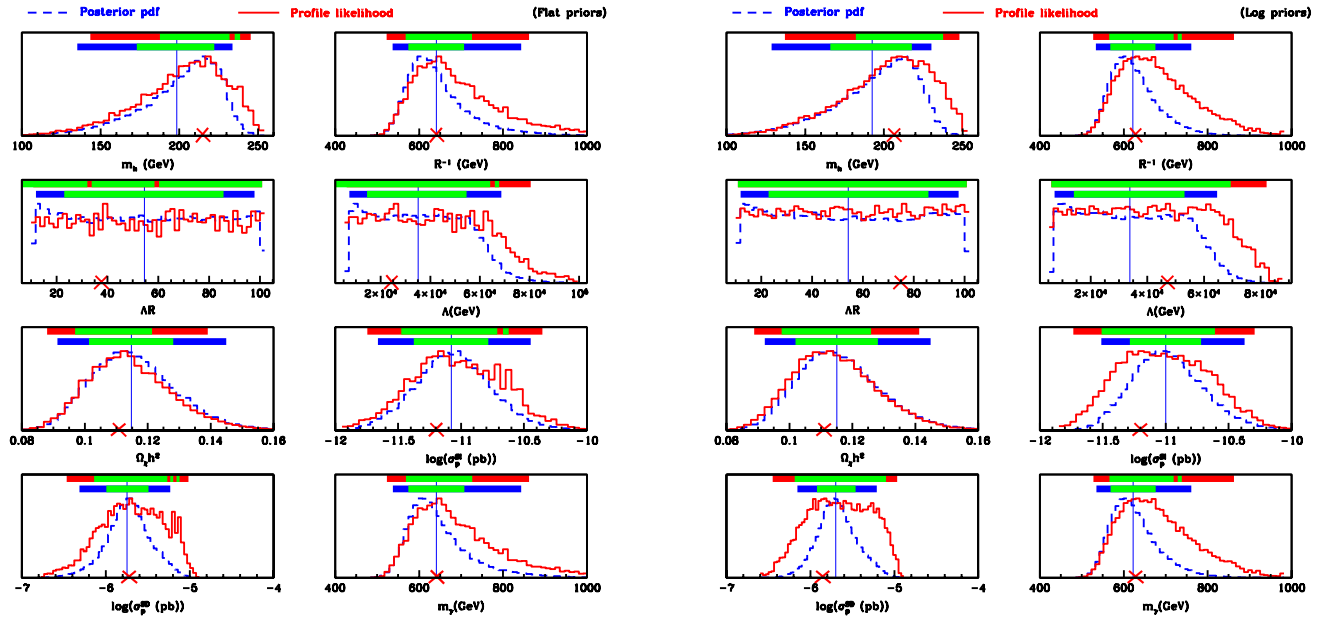 Posterior pdf Profile likelihood (Flat priors)
100 150 200 250
m_h (GeV)
400 600 800 1000
R⁻¹ (GeV)
20 40 60 80 100
ΛR
2×10⁴ 4×10⁴ 6×10⁴ 8×10⁴ 10⁵
Λ(GeV)
0.08 0.1 0.12 0.14 0.16
Ω_χh²
−12 −11.5 −11 −10.5 −10
log(σ_p^SI (pb))
−7 −6 −5 −4
log(σ_p^SD (pb))
400 600 800 1000
m_γ(GeV)
Posterior pdf Profile likelihood (Log priors)
100 150 200 250
m_h (GeV)
400 600 800 1000
R⁻¹ (GeV)
20 40 60 80 100
ΛR
2×10⁴ 4×10⁴ 6×10⁴ 8×10⁴
Λ(GeV)
0.08 0.1 0.12 0.14 0.16
Ω_χh²
−12 −11.5 −11 −10.5 −10
log(σ_p^SI (pb))
−7 −6 −5 −4
log(σ_p^SD (pb))
400 600 800 1000
m_γ(GeV)